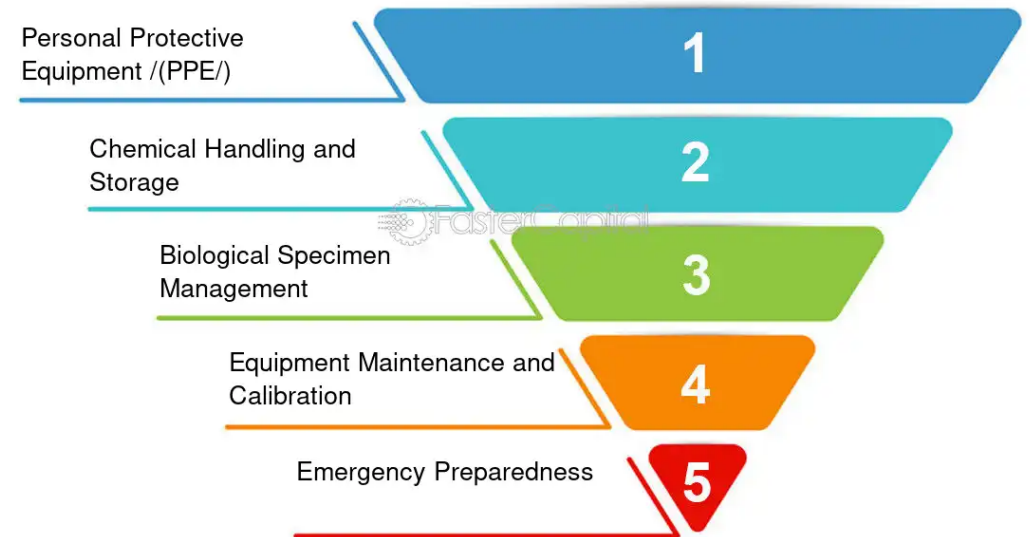 Personal Protective
Equipment /(PPE/)
1
Chemical Handling and
Storage
2
FasterCapital
Biological Specimen
Management
3
Equipment Maintenance and
Calibration
4
Emergency Preparedness
5